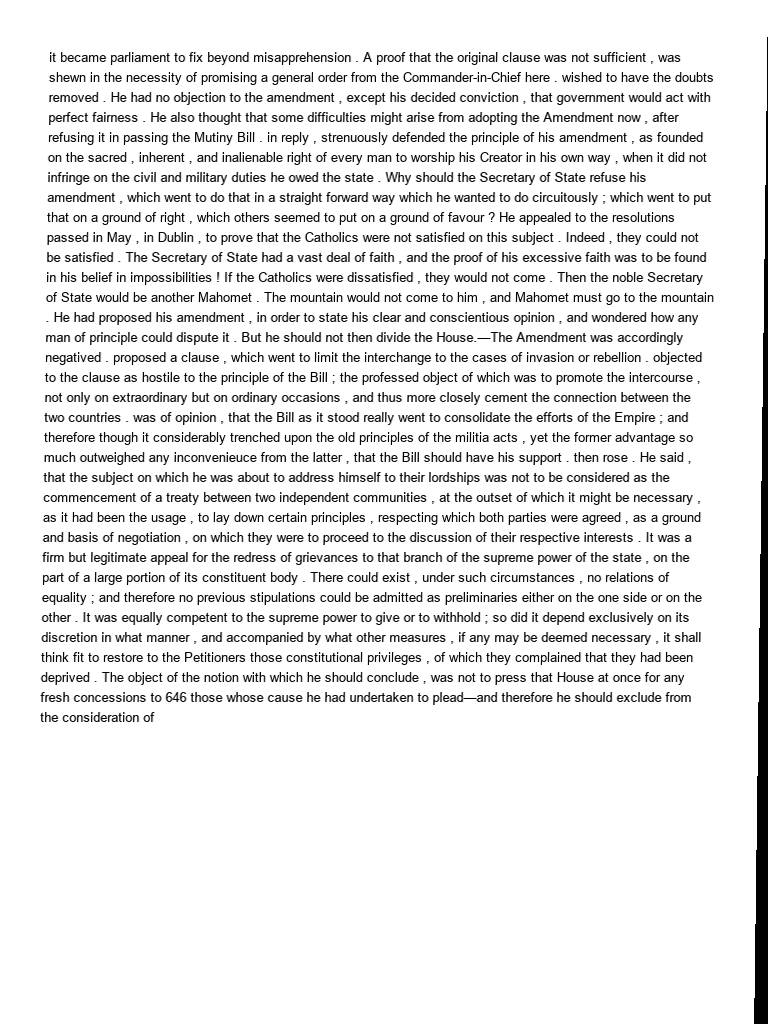 it became parliament to fix beyond misapprehension . A proof that the original clause was not sufficient , was
shewn in the necessity of promising a general order from the Commander-in-Chief here . wished to have the doubts
removed . He had no objection to the amendment , except his decided conviction , that government would act with
perfect fairness . He also thought that some difficulties might arise from adopting the Amendment now , after
refusing it in passing the Mutiny Bill . in reply , strenuously defended the principle of his amendment , as founded
on the sacred , inherent , and inalienable right of every man to worship his Creator in his own way , when it did not
infringe on the civil and military duties he owed the state . Why should the Secretary of State refuse his
amendment , which went to do that in a straight forward way which he wanted to do circuitously ; which went to put
that on a ground of right , which others seemed to put on a ground of favour ? He appealed to the resolutions
passed in May , in Dublin , to prove that the Catholics were not satisfied on this subject . Indeed , they could not
be satisfied . The Secretary of State had a vast deal of faith , and the proof of his excessive faith was to be found
in his belief in impossibilities ! If the Catholics were dissatisfied , they would not come . Then the noble Secretary
of State would be another Mahomet . The mountain would not come to him , and Mahomet must go to the mountain
. He had proposed his amendment , in order to state his clear and conscientious opinion , and wondered how any
man of principle could dispute it . But he should not then divide the House.—The Amendment was accordingly
negatived . proposed a clause , which went to limit the interchange to the cases of invasion or rebellion . objected
to the clause as hostile to the principle of the Bill ; the professed object of which was to promote the intercourse ,
not only on extraordinary but on ordinary occasions , and thus more closely cement the connection between the
two countries . was of opinion , that the Bill as it stood really went to consolidate the efforts of the Empire ; and
therefore though it considerably trenched upon the old principles of the militia acts , yet the former advantage so
much outweighed any inconvenieuce from the latter , that the Bill should have his support . then rose . He said ,
that the subject on which he was about to address himself to their lordships was not to be considered as the
commencement of a treaty between two independent communities , at the outset of which it might be necessary ,
as it had been the usage , to lay down certain principles , respecting which both parties were agreed , as a ground
and basis of negotiation , on which they were to proceed to the discussion of their respective interests . It was a
firm but legitimate appeal for the redress of grievances to that branch of the supreme power of the state , on the
part of a large portion of its constituent body . There could exist , under such circumstances , no relations of
equality ; and therefore no previous stipulations could be admitted as preliminaries either on the one side or on the
other . It was equally competent to the supreme power to give or to withhold ; so did it depend exclusively on its
discretion in what manner , and accompanied by what other measures , if any may be deemed necessary , it shall
think fit to restore to the Petitioners those constitutional privileges , of which they complained that they had been
deprived . The object of the notion with which he should conclude , was not to press that House at once for any
fresh concessions to 646 those whose cause he had undertaken to plead—and therefore he should exclude from
the consideration of